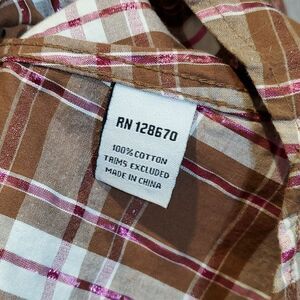 RN 128670
100% COTTON
TRIMS EXCLUDED
MADE IN CHINA